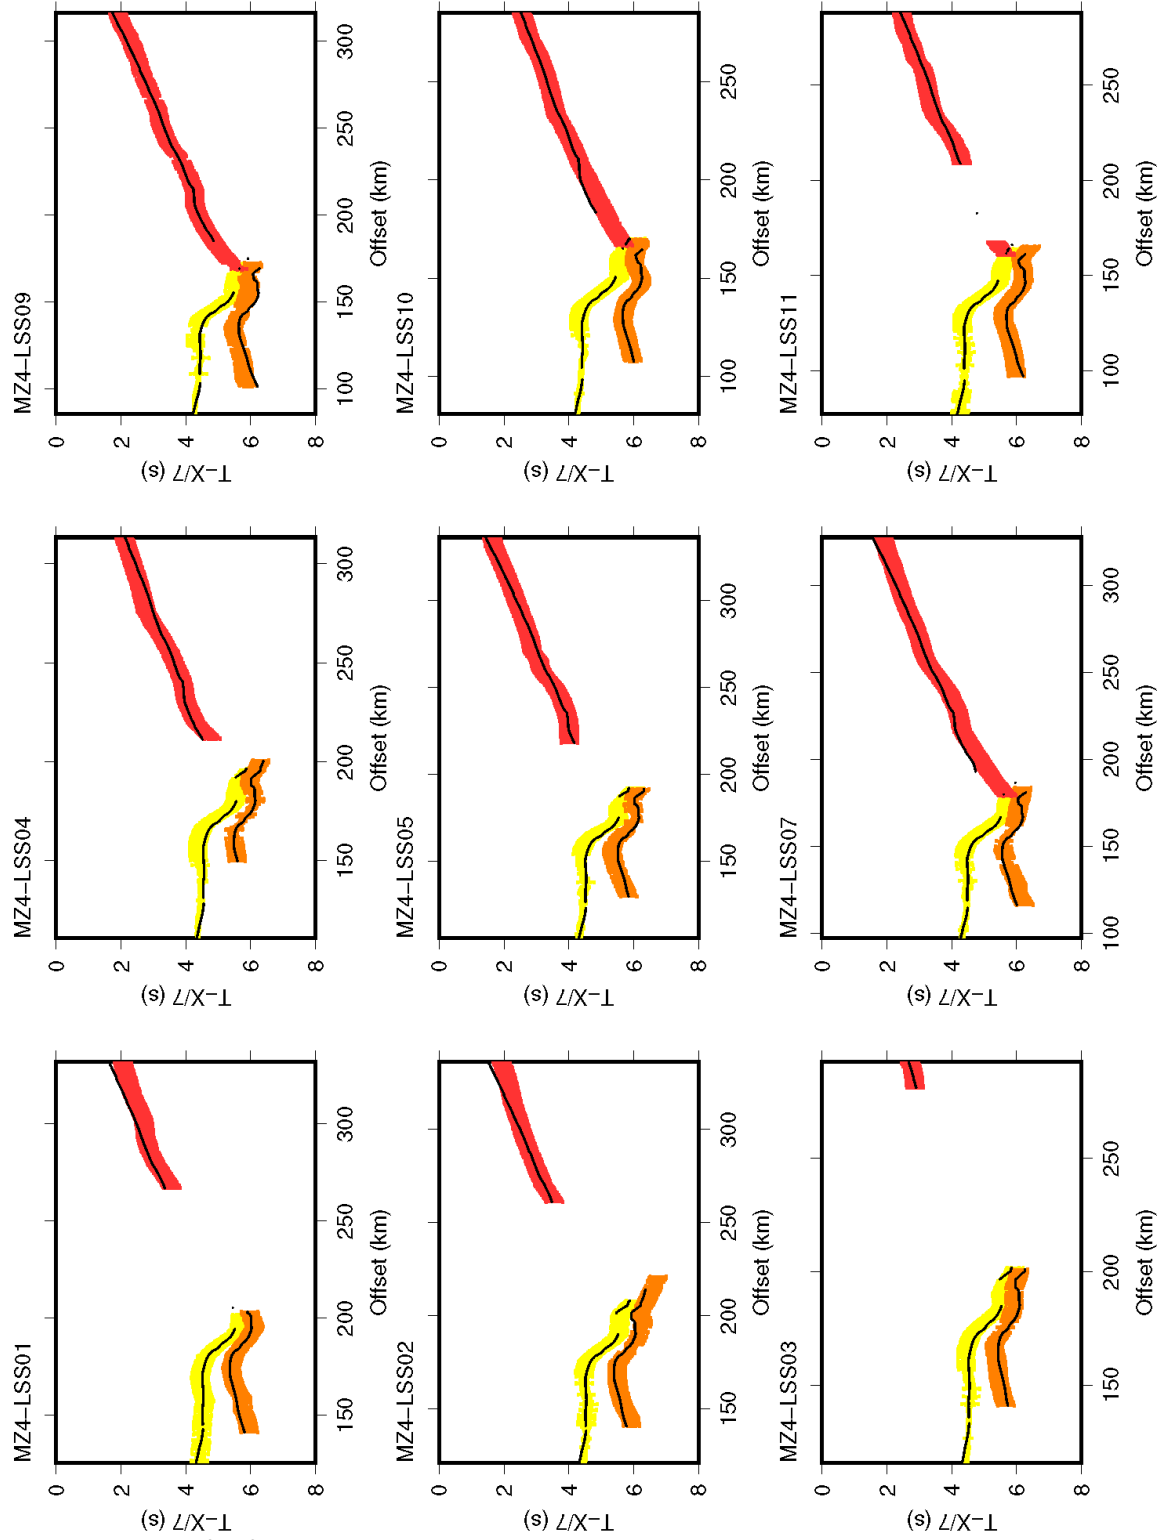 MZ4−LSS01
T−X/7 (s)
0
2
4
6
8
150 200 250 300
Offset (km)
MZ4−LSS04
T−X/7 (s)
0
2
4
6
8
150 200 250 300
Offset (km)
MZ4−LSS09
T−X/7 (s)
0
2
4
6
8
100 150 200 250 300
Offset (km)
MZ4−LSS02
T−X/7 (s)
0
2
4
6
8
150 200 250 300
Offset (km)
MZ4−LSS05
T−X/7 (s)
0
2
4
6
8
150 200 250 300
Offset (km)
MZ4−LSS10
T−X/7 (s)
0
2
4
6
8
100 150 200 250
Offset (km)
MZ4−LSS03
T−X/7 (s)
0
2
4
6
8
150 200 250
Offset (km)
MZ4−LSS07
T−X/7 (s)
0
2
4
6
8
100 150 200 250 300
Offset (km)
MZ4−LSS11
T−X/7 (s)
0
2
4
6
8
100 150 200 250
Offset (km)